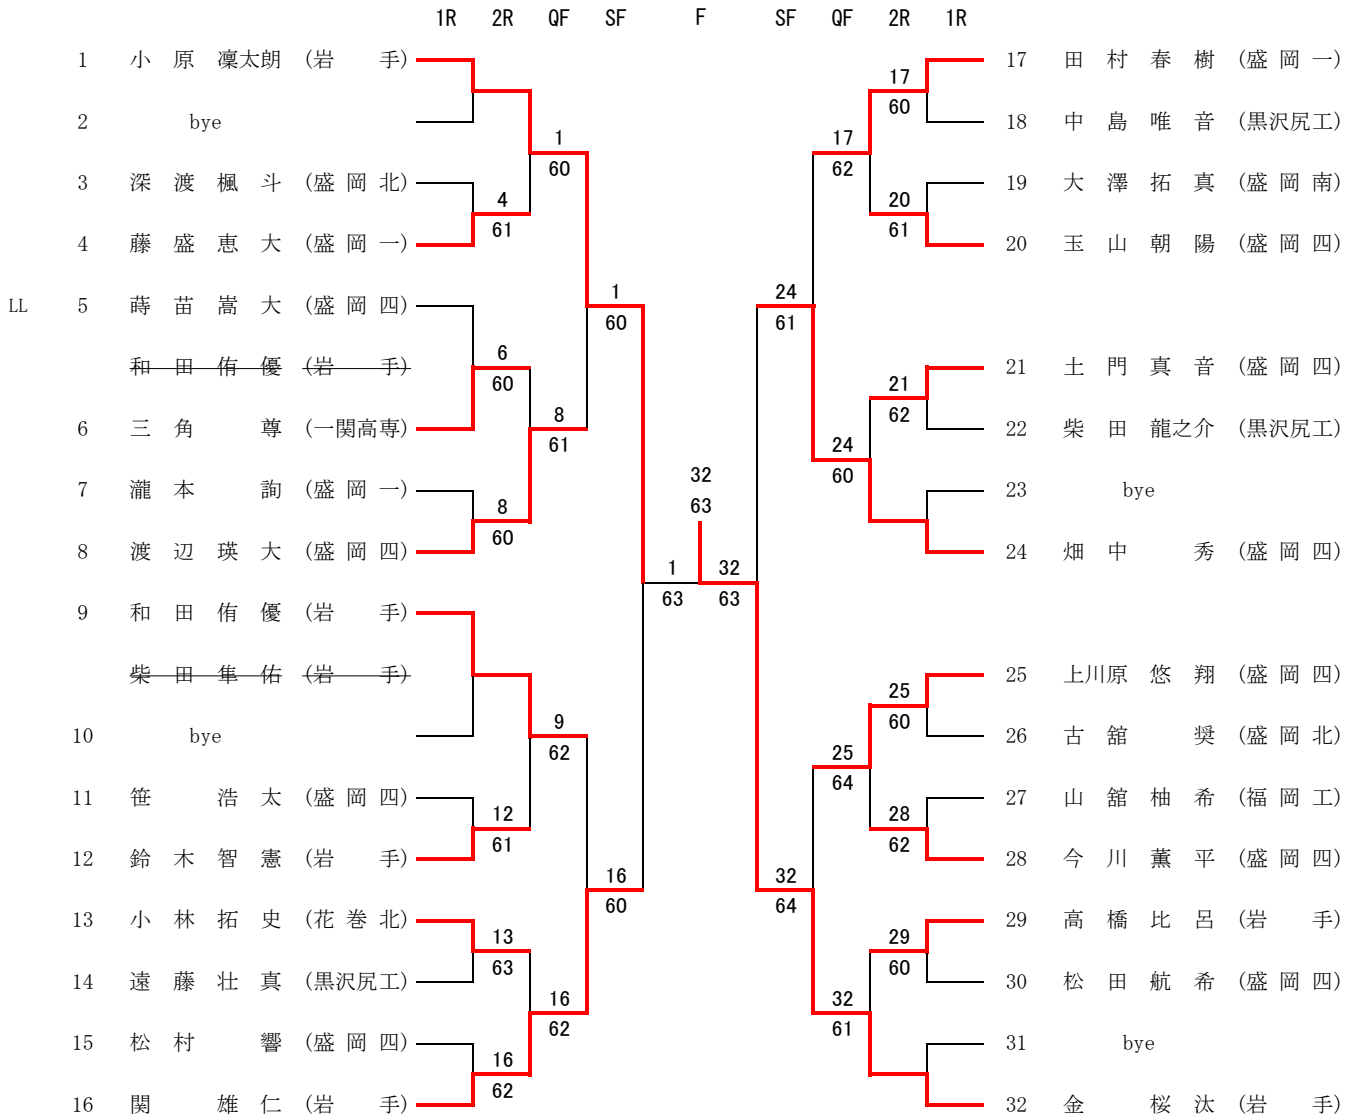 1R 2R QF SF F SF QF 2R 1R
1 小 原 凜太朗 (岩 手) 17 田 村 春 樹 (盛 岡 一)
17
60
2 bye 18 中 島 唯 音 (黒沢尻工)
1 17
60 62
3 深 渡 楓 斗 (盛 岡 北) 19 大 澤 拓 真 (盛 岡 南)
4 20
61 61
4 藤 盛 恵 大 (盛 岡 一) 20 玉 山 朝 陽 (盛 岡 四)
1 24
LL 5 蒔 苗 嵩 大 (盛 岡 四)
60 61
6 和 田 侑 優 (岩 手) 21 土 門 真 音 (盛 岡 四)
60 21
8 62
6 三 角 尊 (一関高専) 22 柴 田 龍之介 (黒沢尻工)
61 24
32 60
7 瀧 本 詢 (盛 岡 一) 23 bye
8 63
60
8 渡 辺 瑛 大 (盛 岡 四) 24 畑 中 秀 (盛 岡 四)
1 32
63 63
9 和 田 侑 優 (岩 手)
柴 田 隼 佑 (岩 手) 25 上川原 悠 翔 (盛 岡 四)
25
9 60
10 bye 26 古 舘 奨 (盛 岡 北)
62 25
64
11 笹 浩 太 (盛 岡 四) 27 山 舘 柚 希 (福 岡 工)
12 28
61 62
12 鈴 木 智 憲 (岩 手) 28 今 川 薫 平 (盛 岡 四)
16 32
60 64
13 小 林 拓 史 (花 巻 北) 29 高 橋 比 呂 (岩 手)
13 29
63 60
14 遠 藤 壮 真 (黒沢尻工) 30 松 田 航 希 (盛 岡 四)
16 32
62 61
15 松 村 響 (盛 岡 四) 31 bye
16
62
16 関 雄 仁 (岩 手) 32 金 桜 汰 (岩 手)